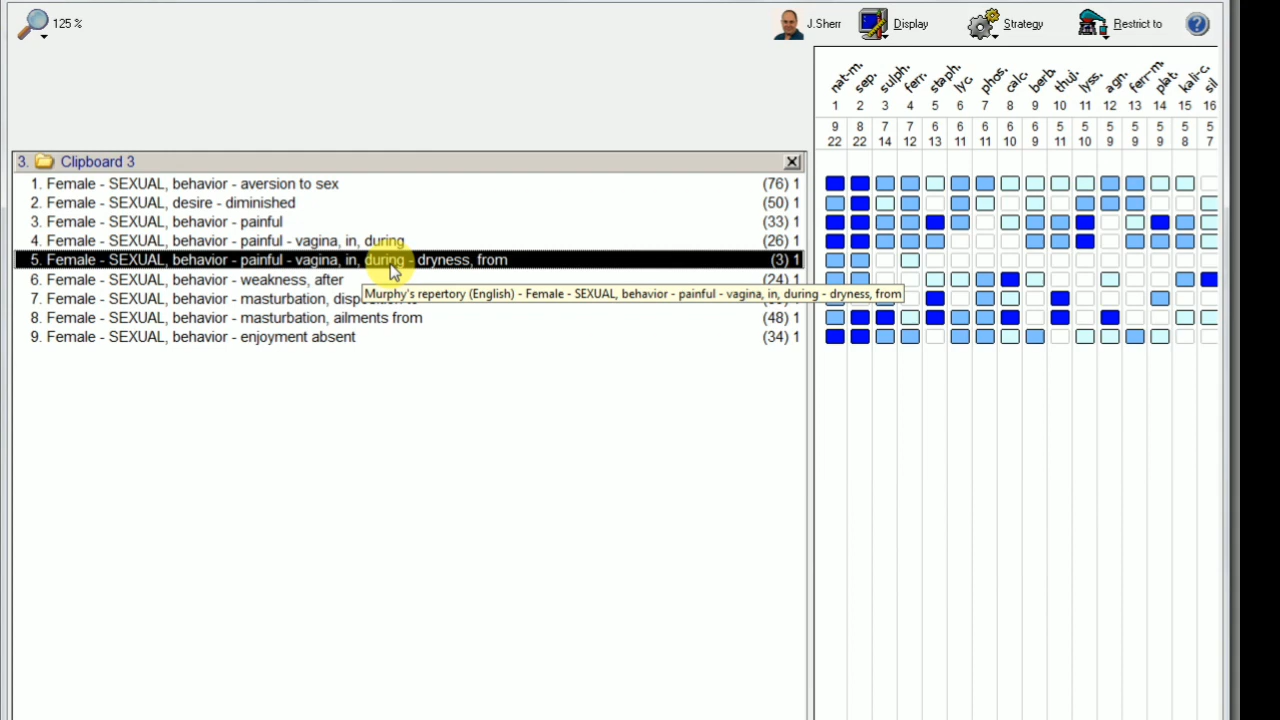 125 %
J.Sherr
Display
Strategy
Restrict to
?
nat-m. sep. sulph. ferr. staph. lyc. phos. calc. berb. thuj. lyss. agn. ferr-m. plat. kali-c. sil
1 2 3 4 5 6 7 8 9 10 11 12 13 14 15 16
9 8 7 7 6 6 6 6 6 5 5 5 5 5 5 5
22 22 14 12 13 11 11 10 9 11 10 9 9 9 8 7
3. Clipboard 3
1. Female - SEXUAL, behavior - aversion to sex (76) 1
2. Female - SEXUAL, desire - diminished (50) 1
3. Female - SEXUAL, behavior - painful (33) 1
4. Female - SEXUAL, behavior - painful - vagina, in, during (26) 1
5. Female - SEXUAL, behavior - painful - vagina, in, during - dryness, from (3) 1
6. Female - SEXUAL, behavior - weakness, after (24) 1
Murphy's repertory (English) - Female - SEXUAL, behavior - painful - vagina, in, during - dryness, from
7. Female - SEXUAL, behavior - masturbation, 1
8. Female - SEXUAL, behavior - masturbation, ailments from (48) 1
9. Female - SEXUAL, behavior - enjoyment absent (34) 1